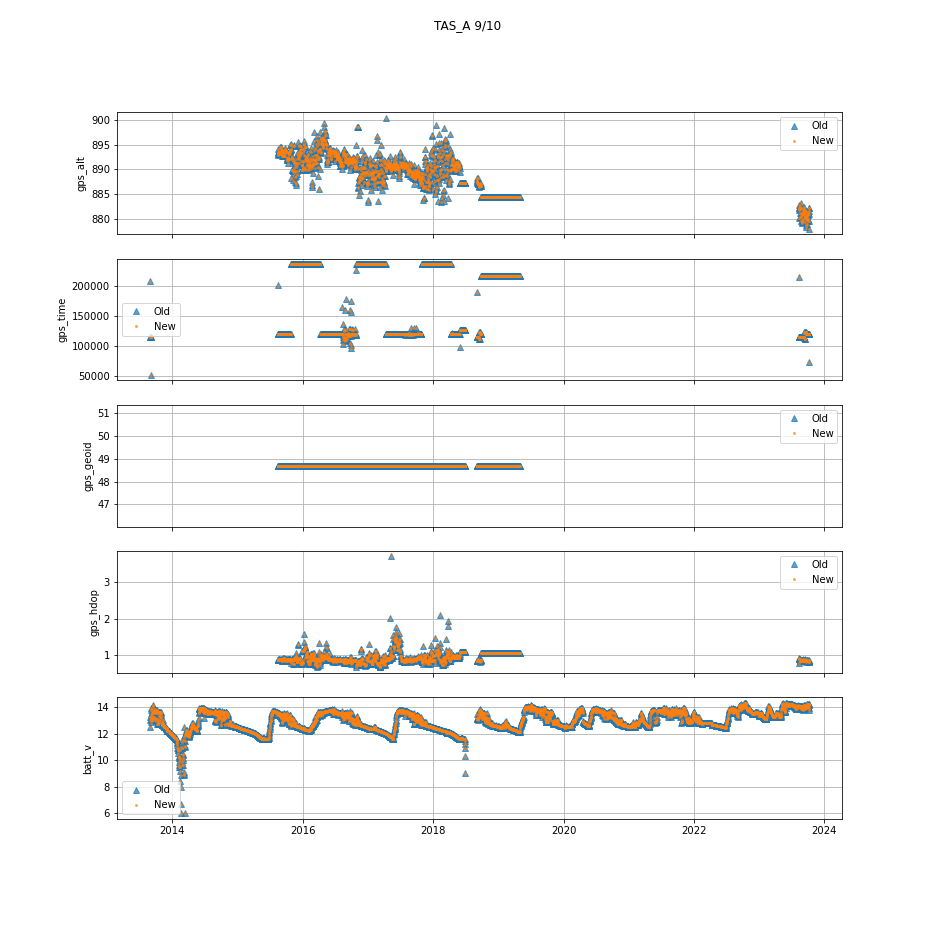 TAS_A 9/10
900
895
890
885
880
gps_alt
Old
New
200000
150000
100000
50000
gps_time
Old
New
51
50
49
48
47
gps_geoid
Old
New
3
2
1
gps_hdop
Old
New
14
12
10
8
6
batt_v
Old
New
2014 2016 2018 2020 2022 2024